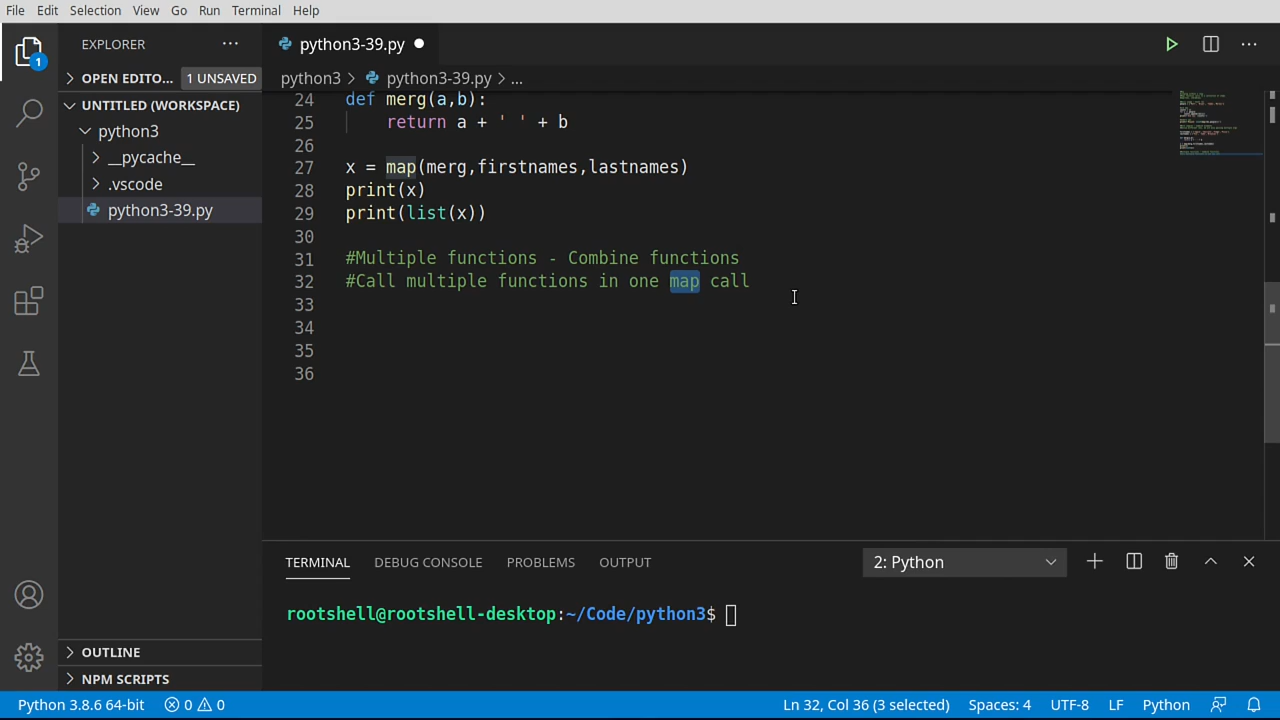 File Edit Selection View Go Run Terminal Help
EXPLORER ···
python3-39.py
OPEN EDITO... 1 UNSAVED
python3 > python3-39.py > ...
UNTITLED (WORKSPACE)
python3
__pycache__
.vscode
python3-39.py
1
24 def merg(a,b):
25 return a + ' ' + b
26
27 x = map(merg,firstnames,lastnames)
28 print(x)
29 print(list(x))
30
31 #Multiple functions - Combine functions
32 #Call multiple functions in one map call
33
34
35
36
TERMINAL DEBUG CONSOLE PROBLEMS OUTPUT 2: Python
rootshell@rootshell-desktop:~/Code/python3$
OUTLINE
NPM SCRIPTS
Python 3.8.6 64-bit 0 0 Ln 32, Col 36 (3 selected) Spaces: 4 UTF-8 LF Python